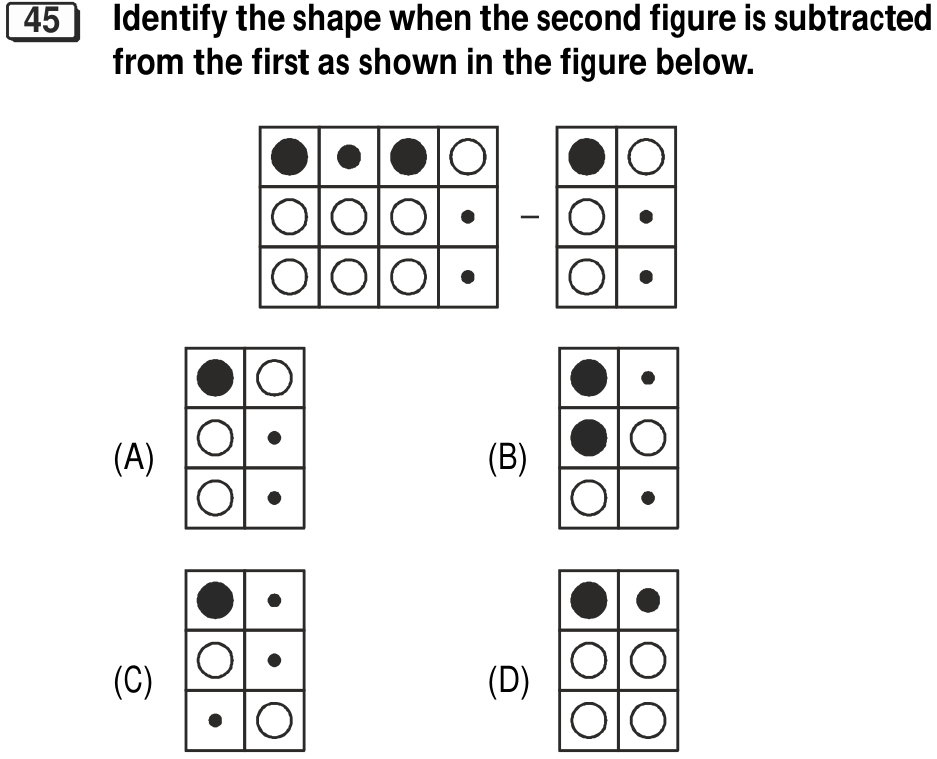 45 Identify the shape when the second figure is subtracted
from the first as shown in the figure below.
–
(A) (B)
(C) (D)